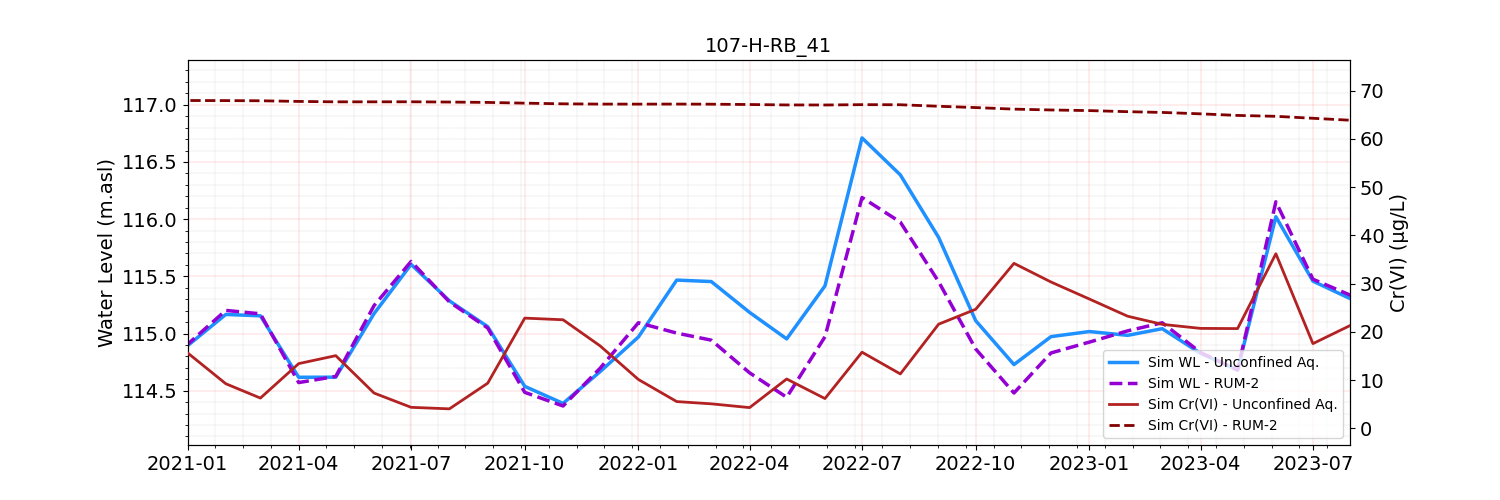 107-H-RB_41
Water Level (m.asl)
117.0
116.5
116.0
115.5
115.0
114.5
70
60
50
40
30
20
10
0
Cr(VI) (µg/L)
Sim WL - Unconfined Aq.
Sim WL - RUM-2
Sim Cr(VI) - Unconfined Aq.
Sim Cr(VI) - RUM-2
2021-01 2021-04 2021-07 2021-10 2022-01 2022-04 2022-07 2022-10 2023-01 2023-04 2023-07